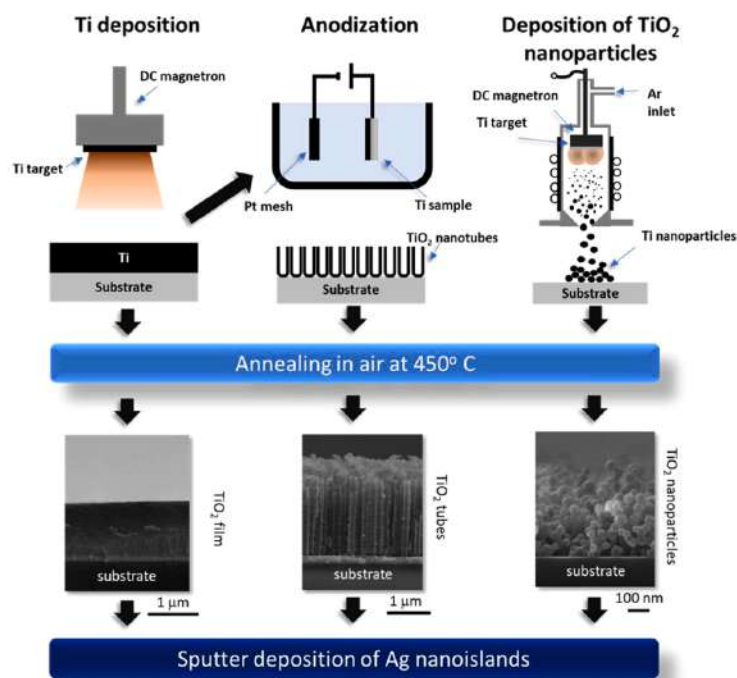 Ti deposition
Anodization
Deposition of TiO₂
nanoparticles
DC magnetron
Ti target
Pt mesh
Ti sample
DC magnetron
Ti target
Ar
inlet
Ti nanoparticles
TiO₂ nanotubes
Ti
Substrate
Substrate
Substrate
Annealing in air at 450° C
TiO₂ film
TiO₂ tubes
TiO₂ nanoparticles
substrate
substrate
substrate
1 μm
1 μm
100 nm
Sputter deposition of Ag nanoislands